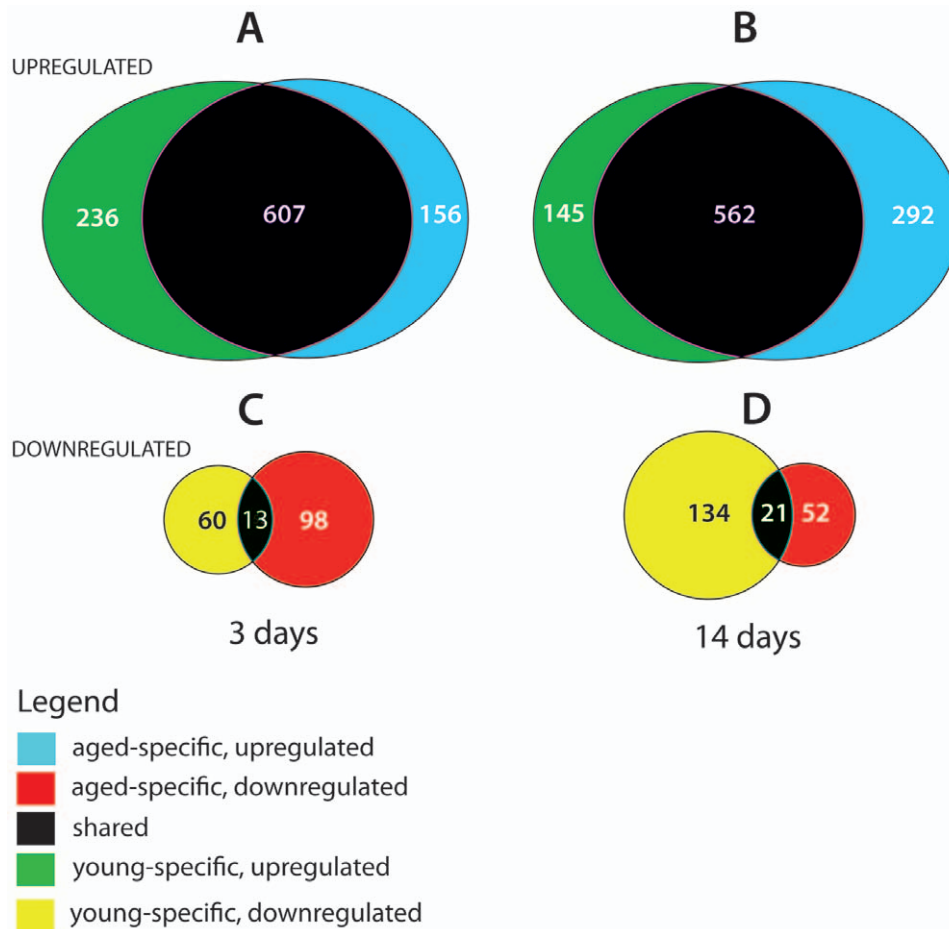 A
B
UPREGULATED
236
607
156
145
562
292
C
D
DOWNREGULATED
60
13
98
134
21
52
3 days
14 days
Legend
aged-specific, upregulated
aged-specific, downregulated
shared
young-specific, upregulated
young-specific, downregulated